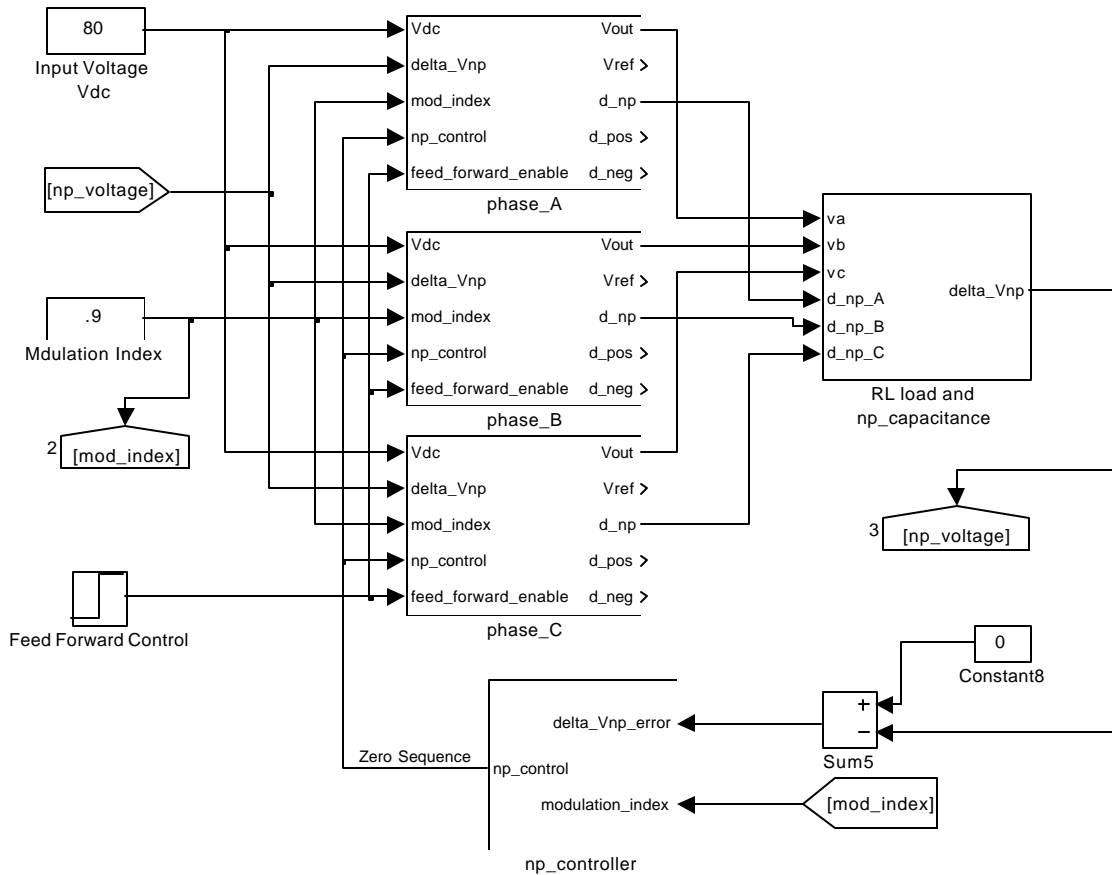 80
Input Voltage
Vdc
[np_voltage]
.9
Mdulation Index
2
[mod_index]
Feed Forward Control
Vdc
delta_Vnp
mod_index
np_control
feed_forward_enable
Vout
Vref
d_np
d_pos
d_neg
phase_A
Vdc
delta_Vnp
mod_index
np_control
feed_forward_enable
Vout
Vref
d_np
d_pos
d_neg
phase_B
Vdc
delta_Vnp
mod_index
np_control
feed_forward_enable
Vout
Vref
d_np
d_pos
d_neg
phase_C
va
vb
vc
d_np_A
d_np_B
d_np_C
delta_Vnp
RL load and
np_capacitance
3
[np_voltage]
0
Constant8
+
−
Sum5
[mod_index]
delta_Vnp_error
np_control
modulation_index
Zero Sequence
np_controller